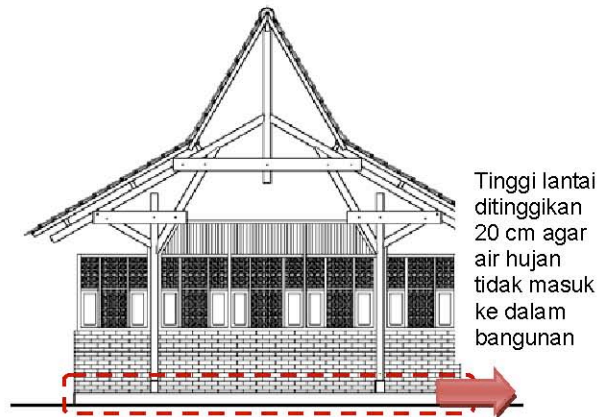 Tinggi lantai
ditinggikan
20 cm agar
air hujan
tidak masuk
ke dalam
bangunan